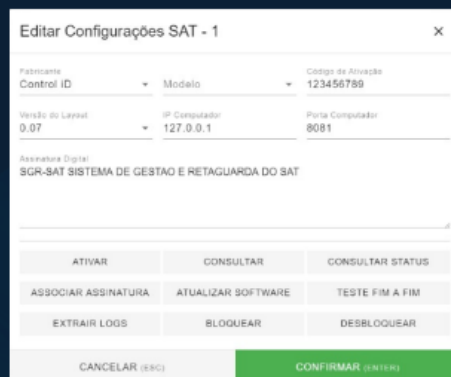 Editar Configurações SAT - 1 ×
Fabricante
Control iD
Modelo
Código de Ativação
123456789
Versão do Layout
0.07
IP Computador
127.0.0.1
Porta Computador
8081
Assinatura Digital
SGR-SAT SISTEMA DE GESTAO E RETAGUARDA DO SAT
ATIVAR CONSULTAR CONSULTAR STATUS
ASSOCIAR ASSINATURA ATUALIZAR SOFTWARE TESTE FIM A FIM
EXTRAIR LOGS BLOQUEAR DESBLOQUEAR
CANCELAR (ESC) CONFIRMAR (ENTER)